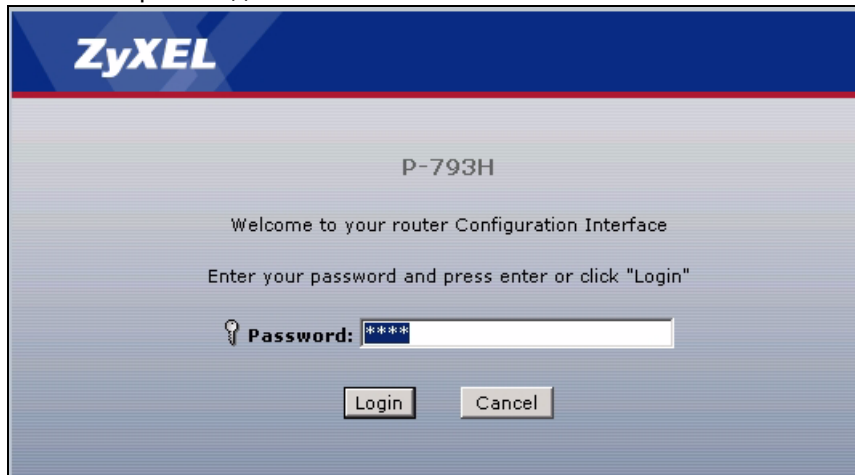 ZyXEL
P-793H
Welcome to your router Configuration Interface
Enter your password and press enter or click "Login"
Password: ****
Login Cancel